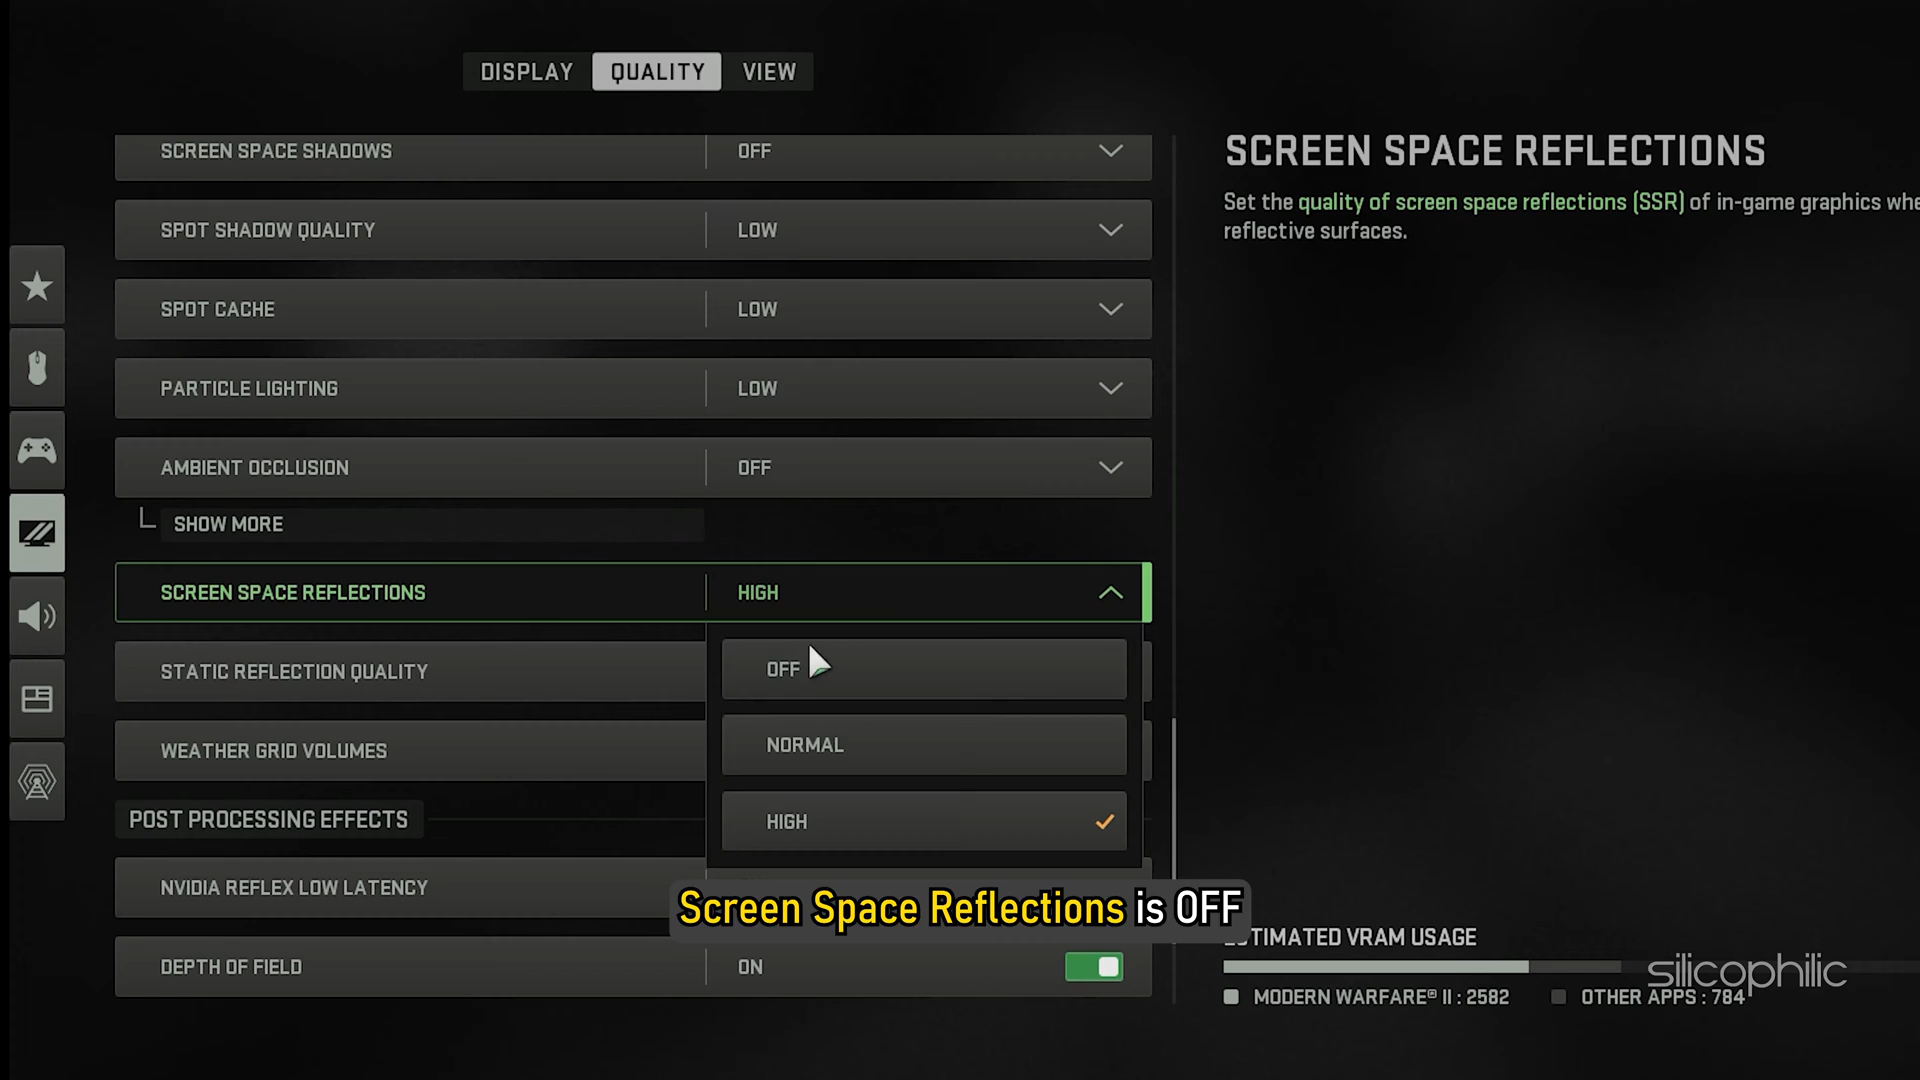 DISPLAY QUALITY VIEW
SCREEN SPACE SHADOWS OFF
SPOT SHADOW QUALITY LOW
SPOT CACHE LOW
PARTICLE LIGHTING LOW
AMBIENT OCCLUSION OFF
SHOW MORE
SCREEN SPACE REFLECTIONS HIGH
OFF
STATIC REFLECTION QUALITY
NORMAL
WEATHER GRID VOLUMES
HIGH
POST PROCESSING EFFECTS
NVIDIA REFLEX LOW LATENCY
DEPTH OF FIELD ON
SCREEN SPACE REFLECTIONS
Set the quality of screen space reflections (SSR) of in-game graphics whe
reflective surfaces.
Screen Space Reflections is OFF
STIMATED VRAM USAGE
MODERN WARFARE® II : 2582 OTHER APPS : 784
silicophilic